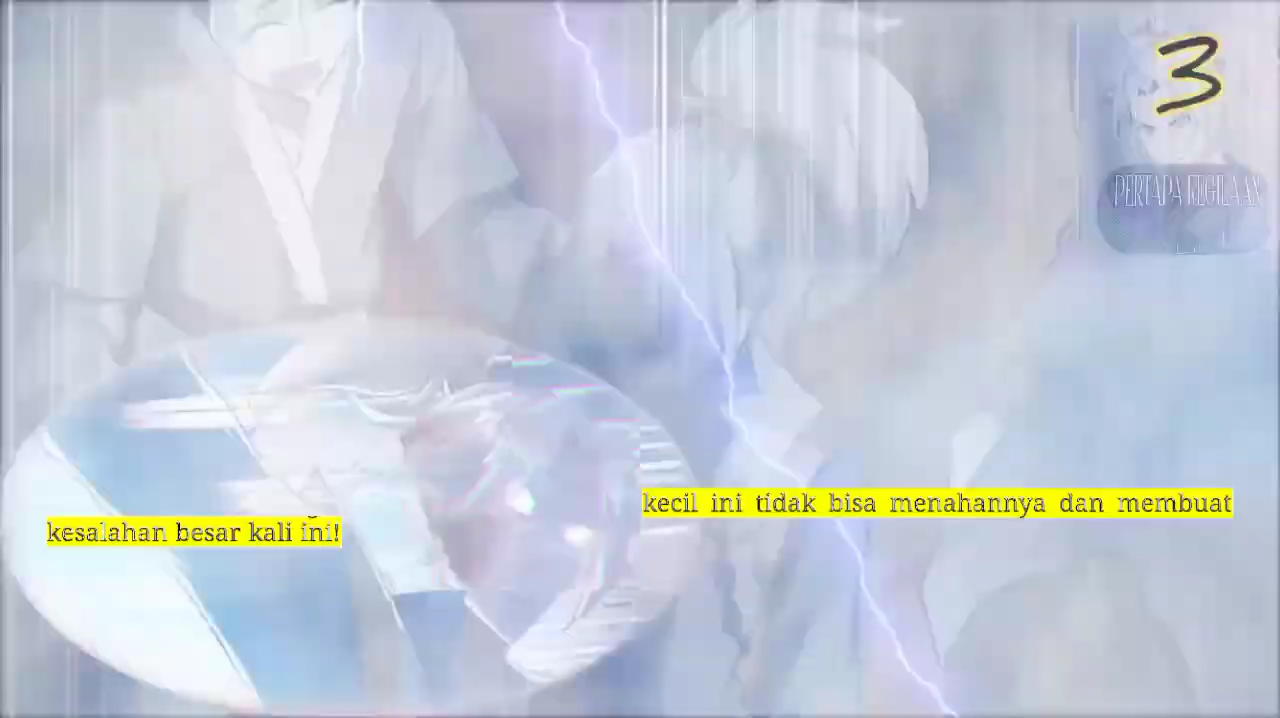 3
PERTAPA KEGILAAN
kecil ini tidak bisa menahannya dan membuat
kesalahan besar kali ini!